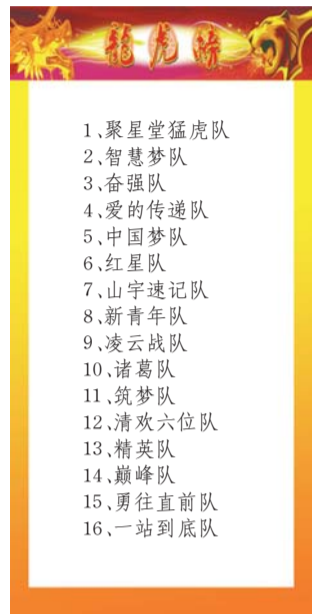 龍虎榜
1、聚星堂猛虎队
2、智慧梦队
3、奋强队
4、爱的传递队
5、中国梦队
6、红星队
7、山宇速记队
8、新青年队
9、凌云战队
10、诸葛队
11、筑梦队
12、清欢六位队
13、精英队
14、巅峰队
15、勇往直前队
16、一站到底队